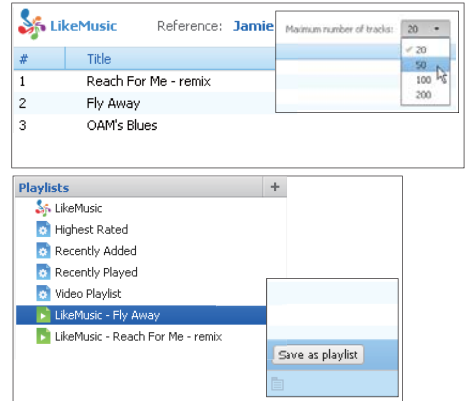 LikeMusic Reference: Jamie
Maximum number of tracks: 20
✓ 20
50
100
200
# Title
1 Reach For Me - remix
2 Fly Away
3 OAM's Blues
Playlists +
LikeMusic
Highest Rated
Recently Added
Recently Played
Video Playlist
LikeMusic - Fly Away
LikeMusic - Reach For Me - remix
Save as playlist